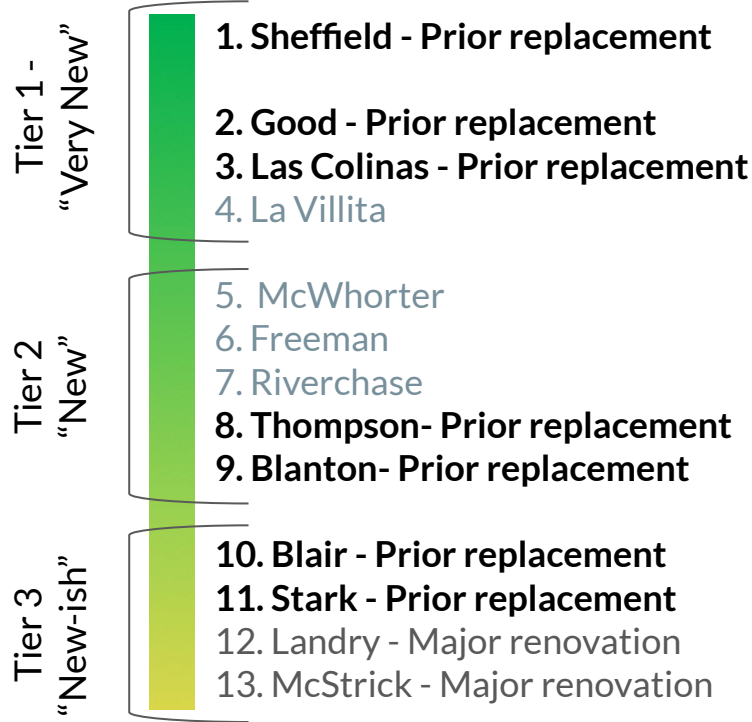 Tier 1 -
“Very New”
1. Sheffield - Prior replacement
2. Good - Prior replacement
3. Las Colinas - Prior replacement
4. La Villita
Tier 2
“New”
5. McWhorter
6. Freeman
7. Riverchase
8. Thompson- Prior replacement
9. Blanton- Prior replacement
Tier 3
“New-ish”
10. Blair - Prior replacement
11. Stark - Prior replacement
12. Landry - Major renovation
13. McStrick - Major renovation